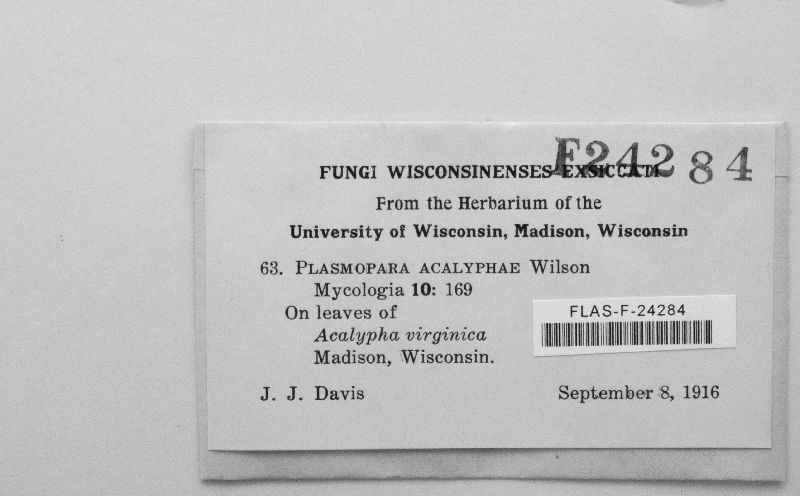 F24284
FUNGI WISCONSINENSES EXSICCATI
From the Herbarium of the
University of Wisconsin, Madison, Wisconsin
63. PLASMOPARA ACALYPHAE Wilson
Mycologia 10: 169
On leaves of
Acalypha virginica
Madison, Wisconsin.
FLAS-F-24284
J. J. Davis September 8, 1916